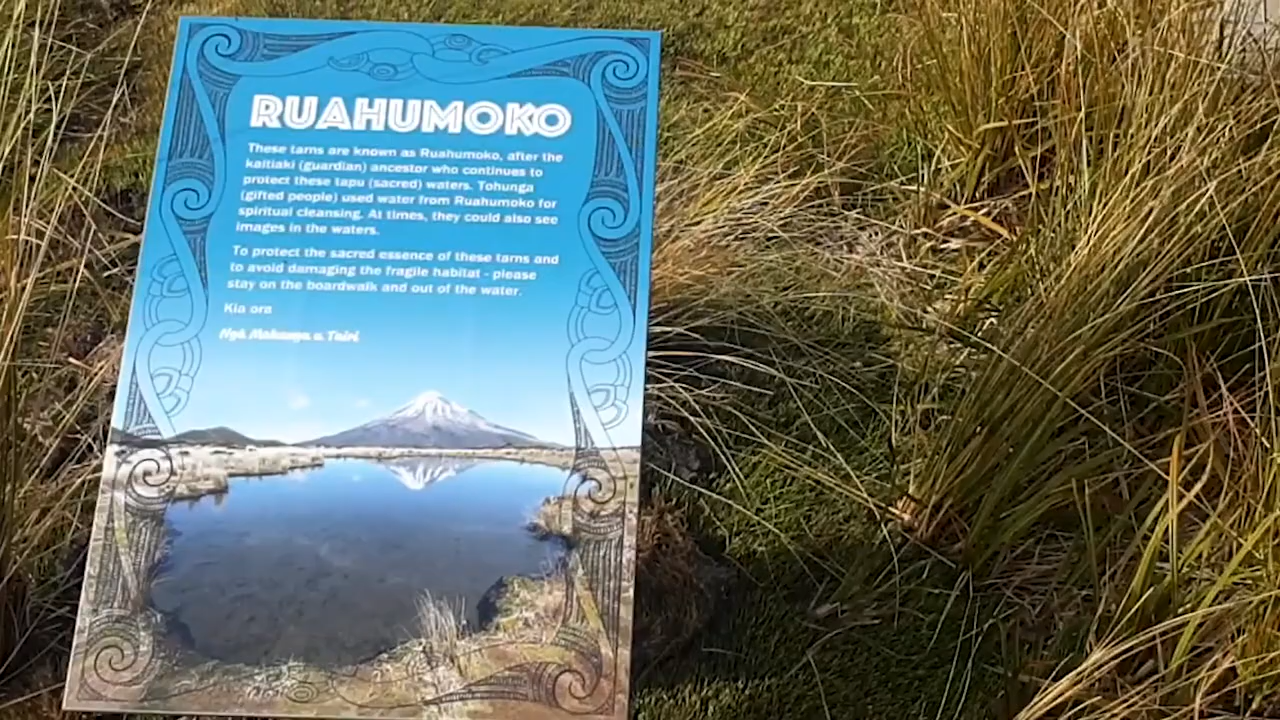 RUAHUMOKO
These tarns are known as Ruahumoko, after the
kaitiaki (guardian) ancestor who continues to
protect these tapu (sacred) waters. Tohunga
(gifted people) used water from Ruahumoko for
spiritual cleansing. At times, they could also see
images in the waters.
To protect the sacred essence of these tarns and
to avoid damaging the fragile habitat - please
stay on the boardwalk and out of the water.
Kia ora
Ngā Mahanga a Tairi